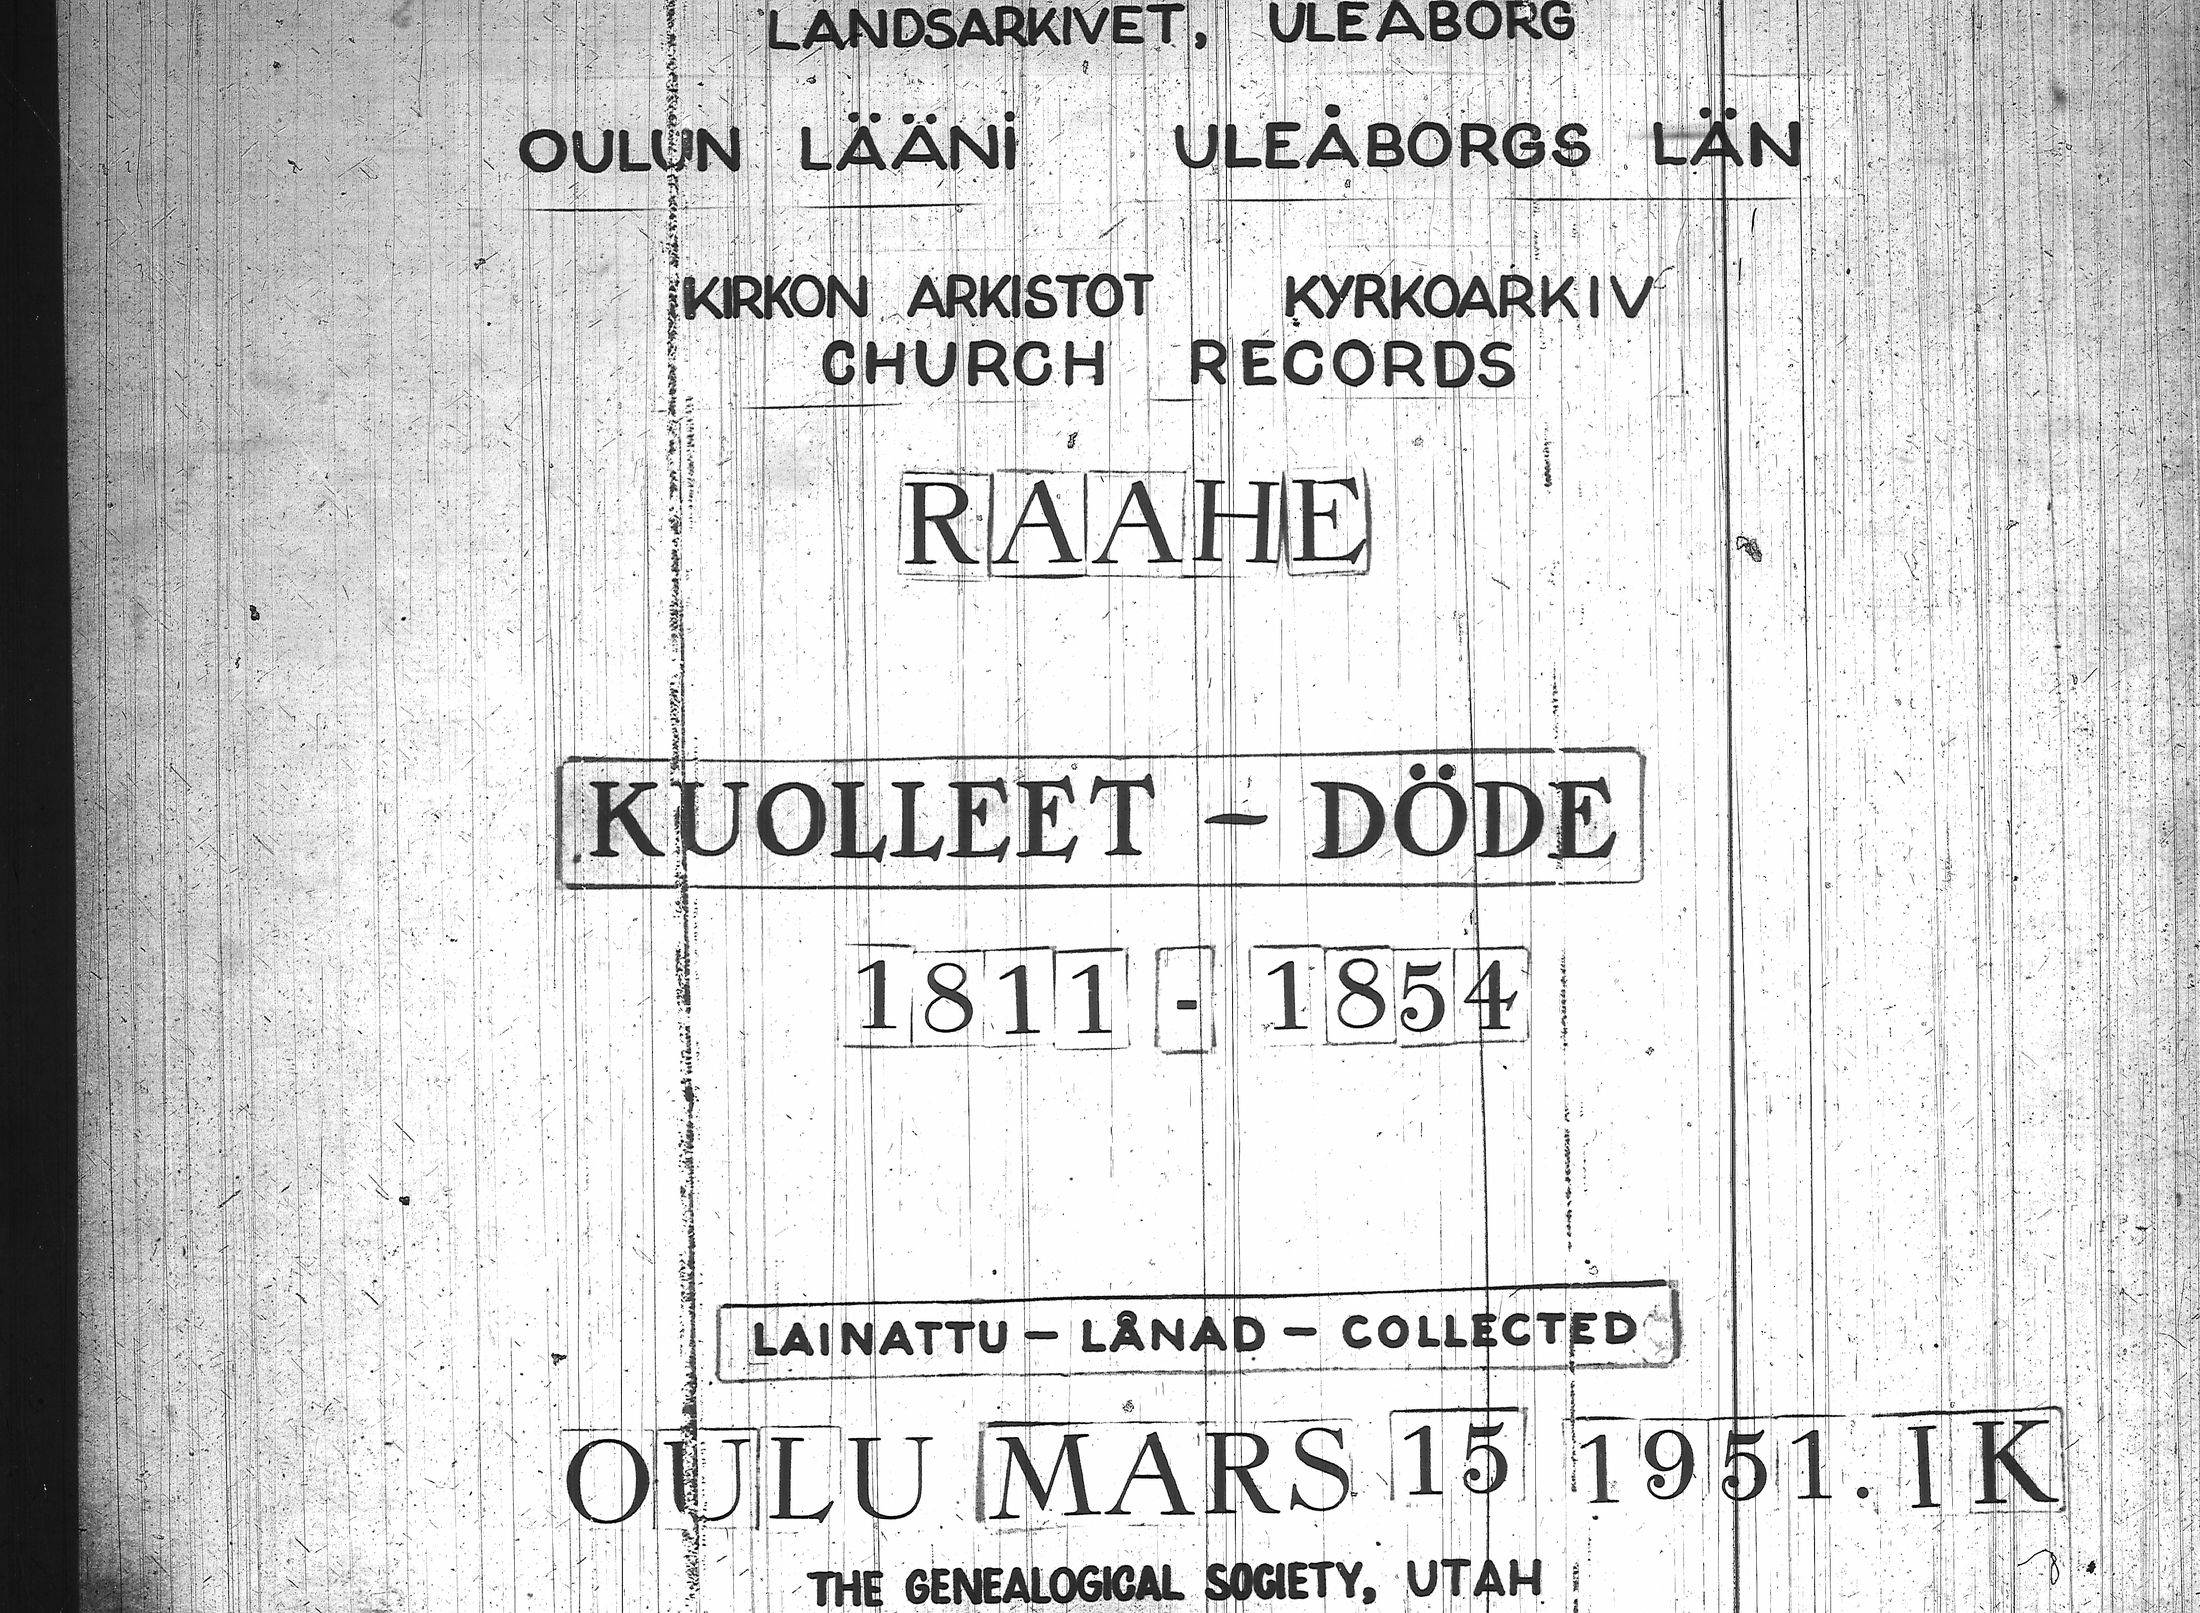 LANDSARKIVET, ULEÅBORG
OULUN LÄÄNI ULEÅBORGS LÄN
KIRKON ARKISTOT KYRKOARKIV
CHURCH RECORDS
RAAHE
KUOLLEET - DÖDE
1811 - 1854
LAINATTU - LÅNAD - COLLECTED
OULU MARS 15 1951. IK
THE GENEALOGICAL SOCIETY, UTAH